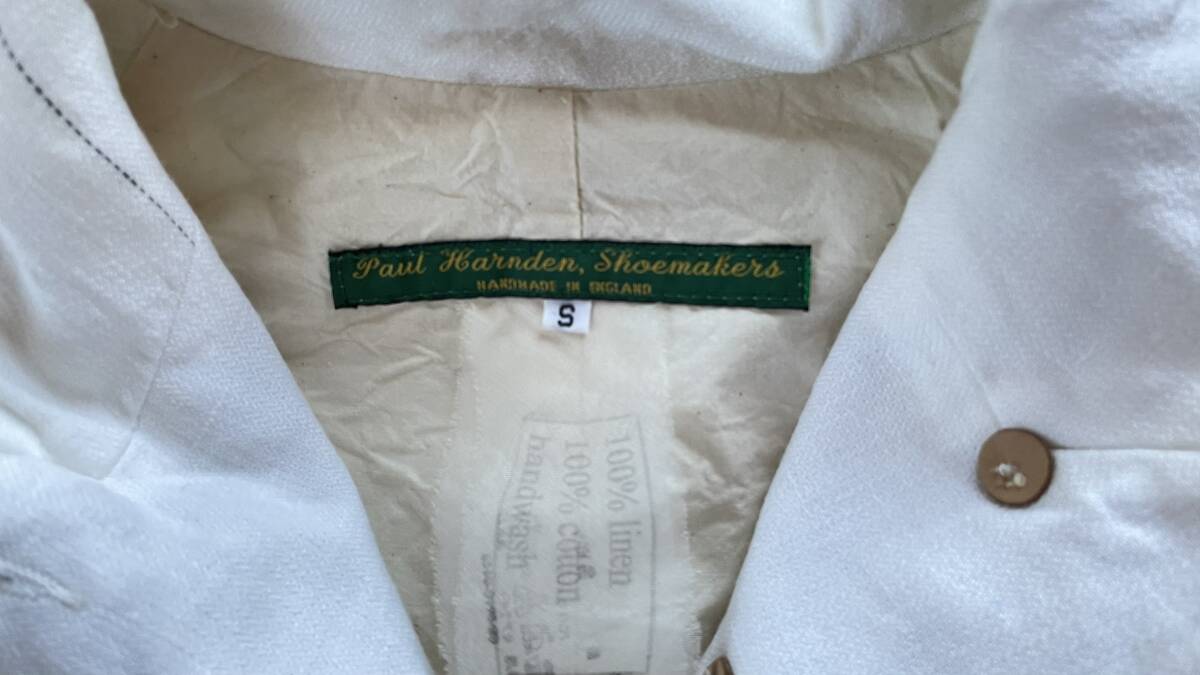 Paul Harnden, Shoemakers
HANDMADE IN ENGLAND
S
100% linen
100% cotton
handwash